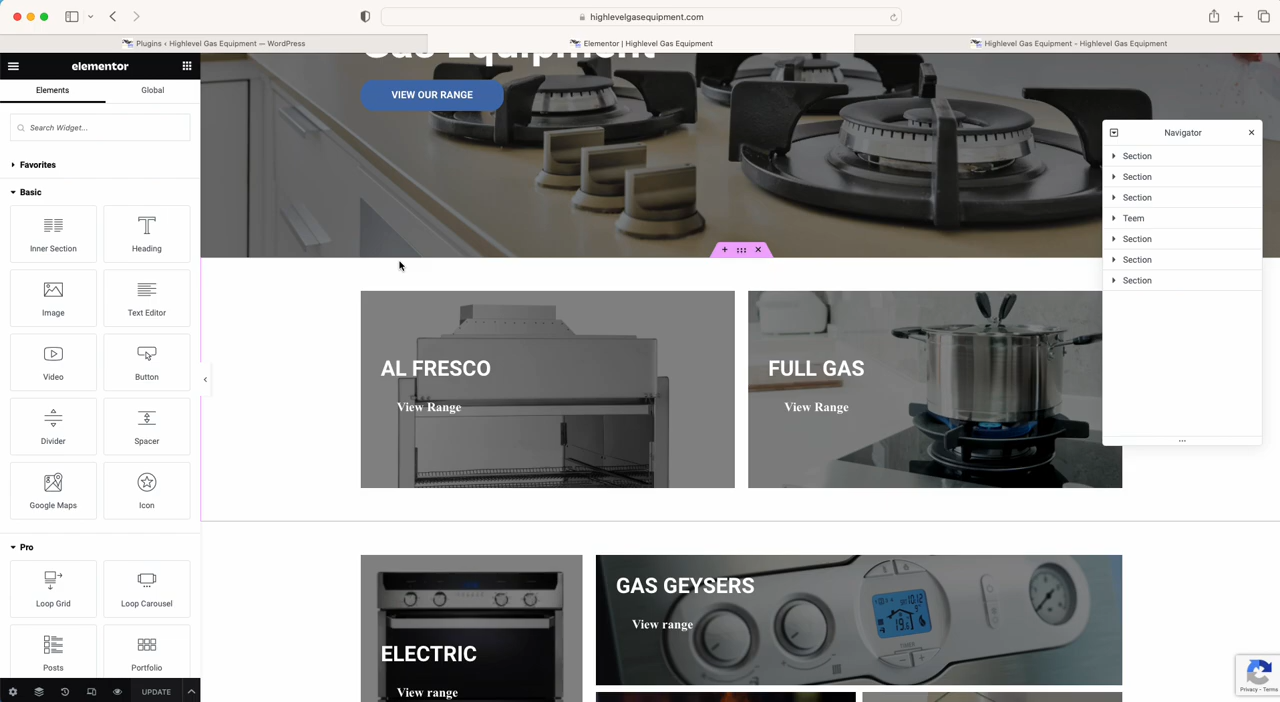 highlevelgasequipment.com
Plugins ‹ Highlevel Gas Equipment — WordPress
Elementor | Highlevel Gas Equipment
Highlevel Gas Equipment - Highlevel Gas Equipment
elementor
Elements
Global
Search Widget...
Favorites
Basic
Inner Section
Heading
Image
Text Editor
Video
Button
Divider
Spacer
Google Maps
Icon
Pro
Loop Grid
Loop Carousel
Posts
Portfolio
UPDATE
Gas Equipment
VIEW OUR RANGE
AL FRESCO
View Range
FULL GAS
View Range
ELECTRIC
View range
GAS GEYSERS
View range
Navigator
Section
Section
Section
Teem
Section
Section
Section
Privacy - Terms